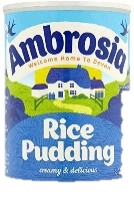 Ambrosia
Welcome Home To Devon
Rice
Pudding
creamy & delicious